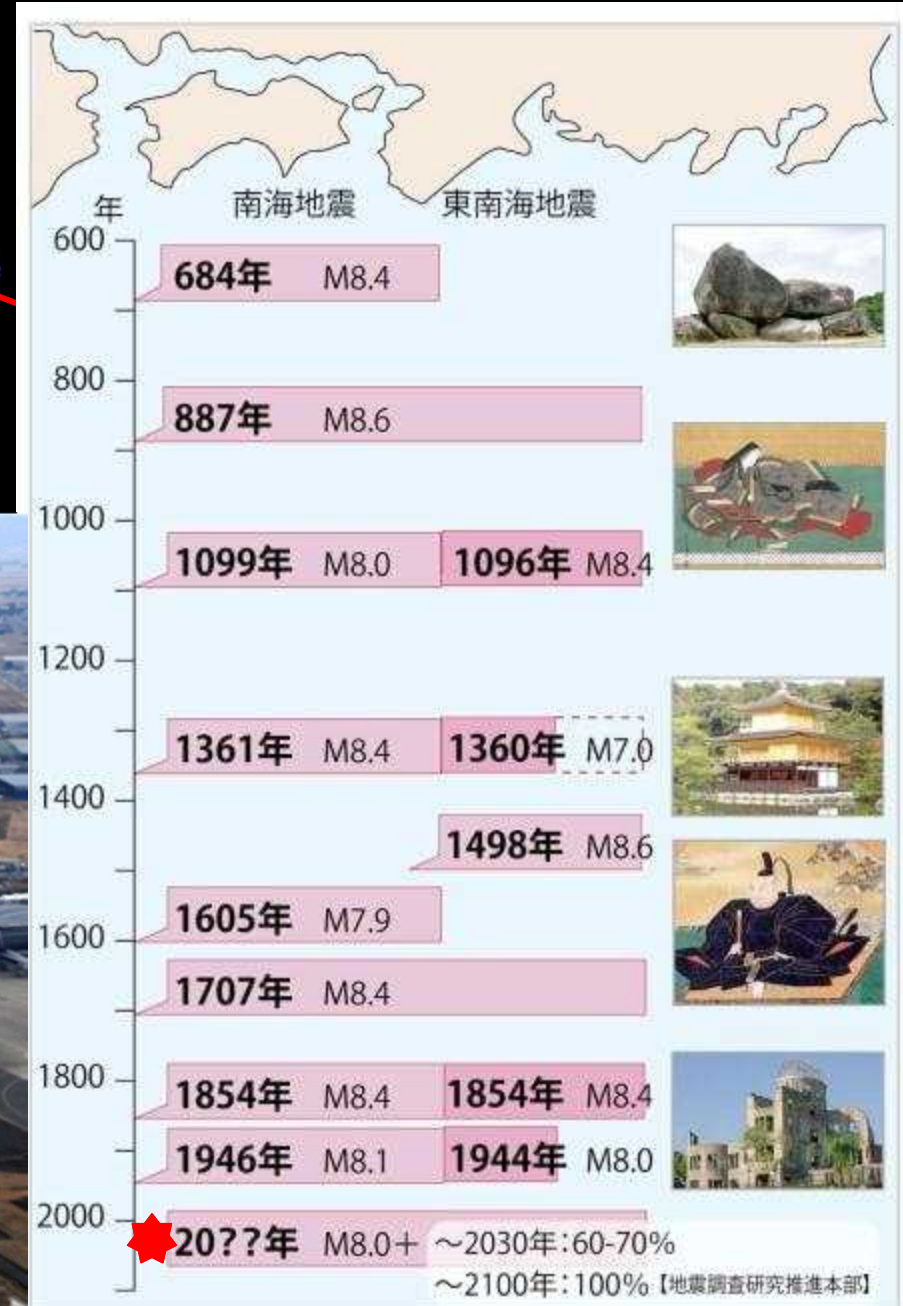 南海地震 東南海地震
年
600
684年 M8.4
800
887年 M8.6
1000
1099年 M8.0 1096年 M8.4
1200
1361年 M8.4 1360年 M7.0
1400
1498年 M8.6
1605年 M7.9
1600
1707年 M8.4
1800
1854年 M8.4 1854年 M8.4
1946年 M8.1 1944年 M8.0
2000
20??年 M8.0+ ～2030年:60-70%
～2100年:100%【地震調査研究推進本部】